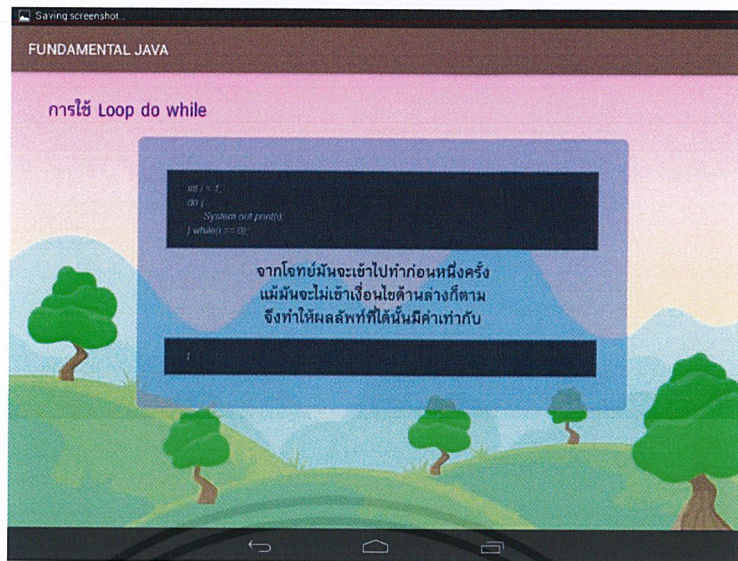 Saving screenshot...
FUNDAMENTAL JAVA
การใช้ Loop do while
int i = 1;
do {
System.out.print(i);
} while(i == 0);
จากโจทย์มันจะเข้าไปทำก่อนหนึ่งครั้ง
แม้มันจะไม่เข้าเงื่อนไขด้านล่างก็ตาม
จึงทำให้ผลลัพท์ที่ได้นั้นมีค่าเท่ากับ
1